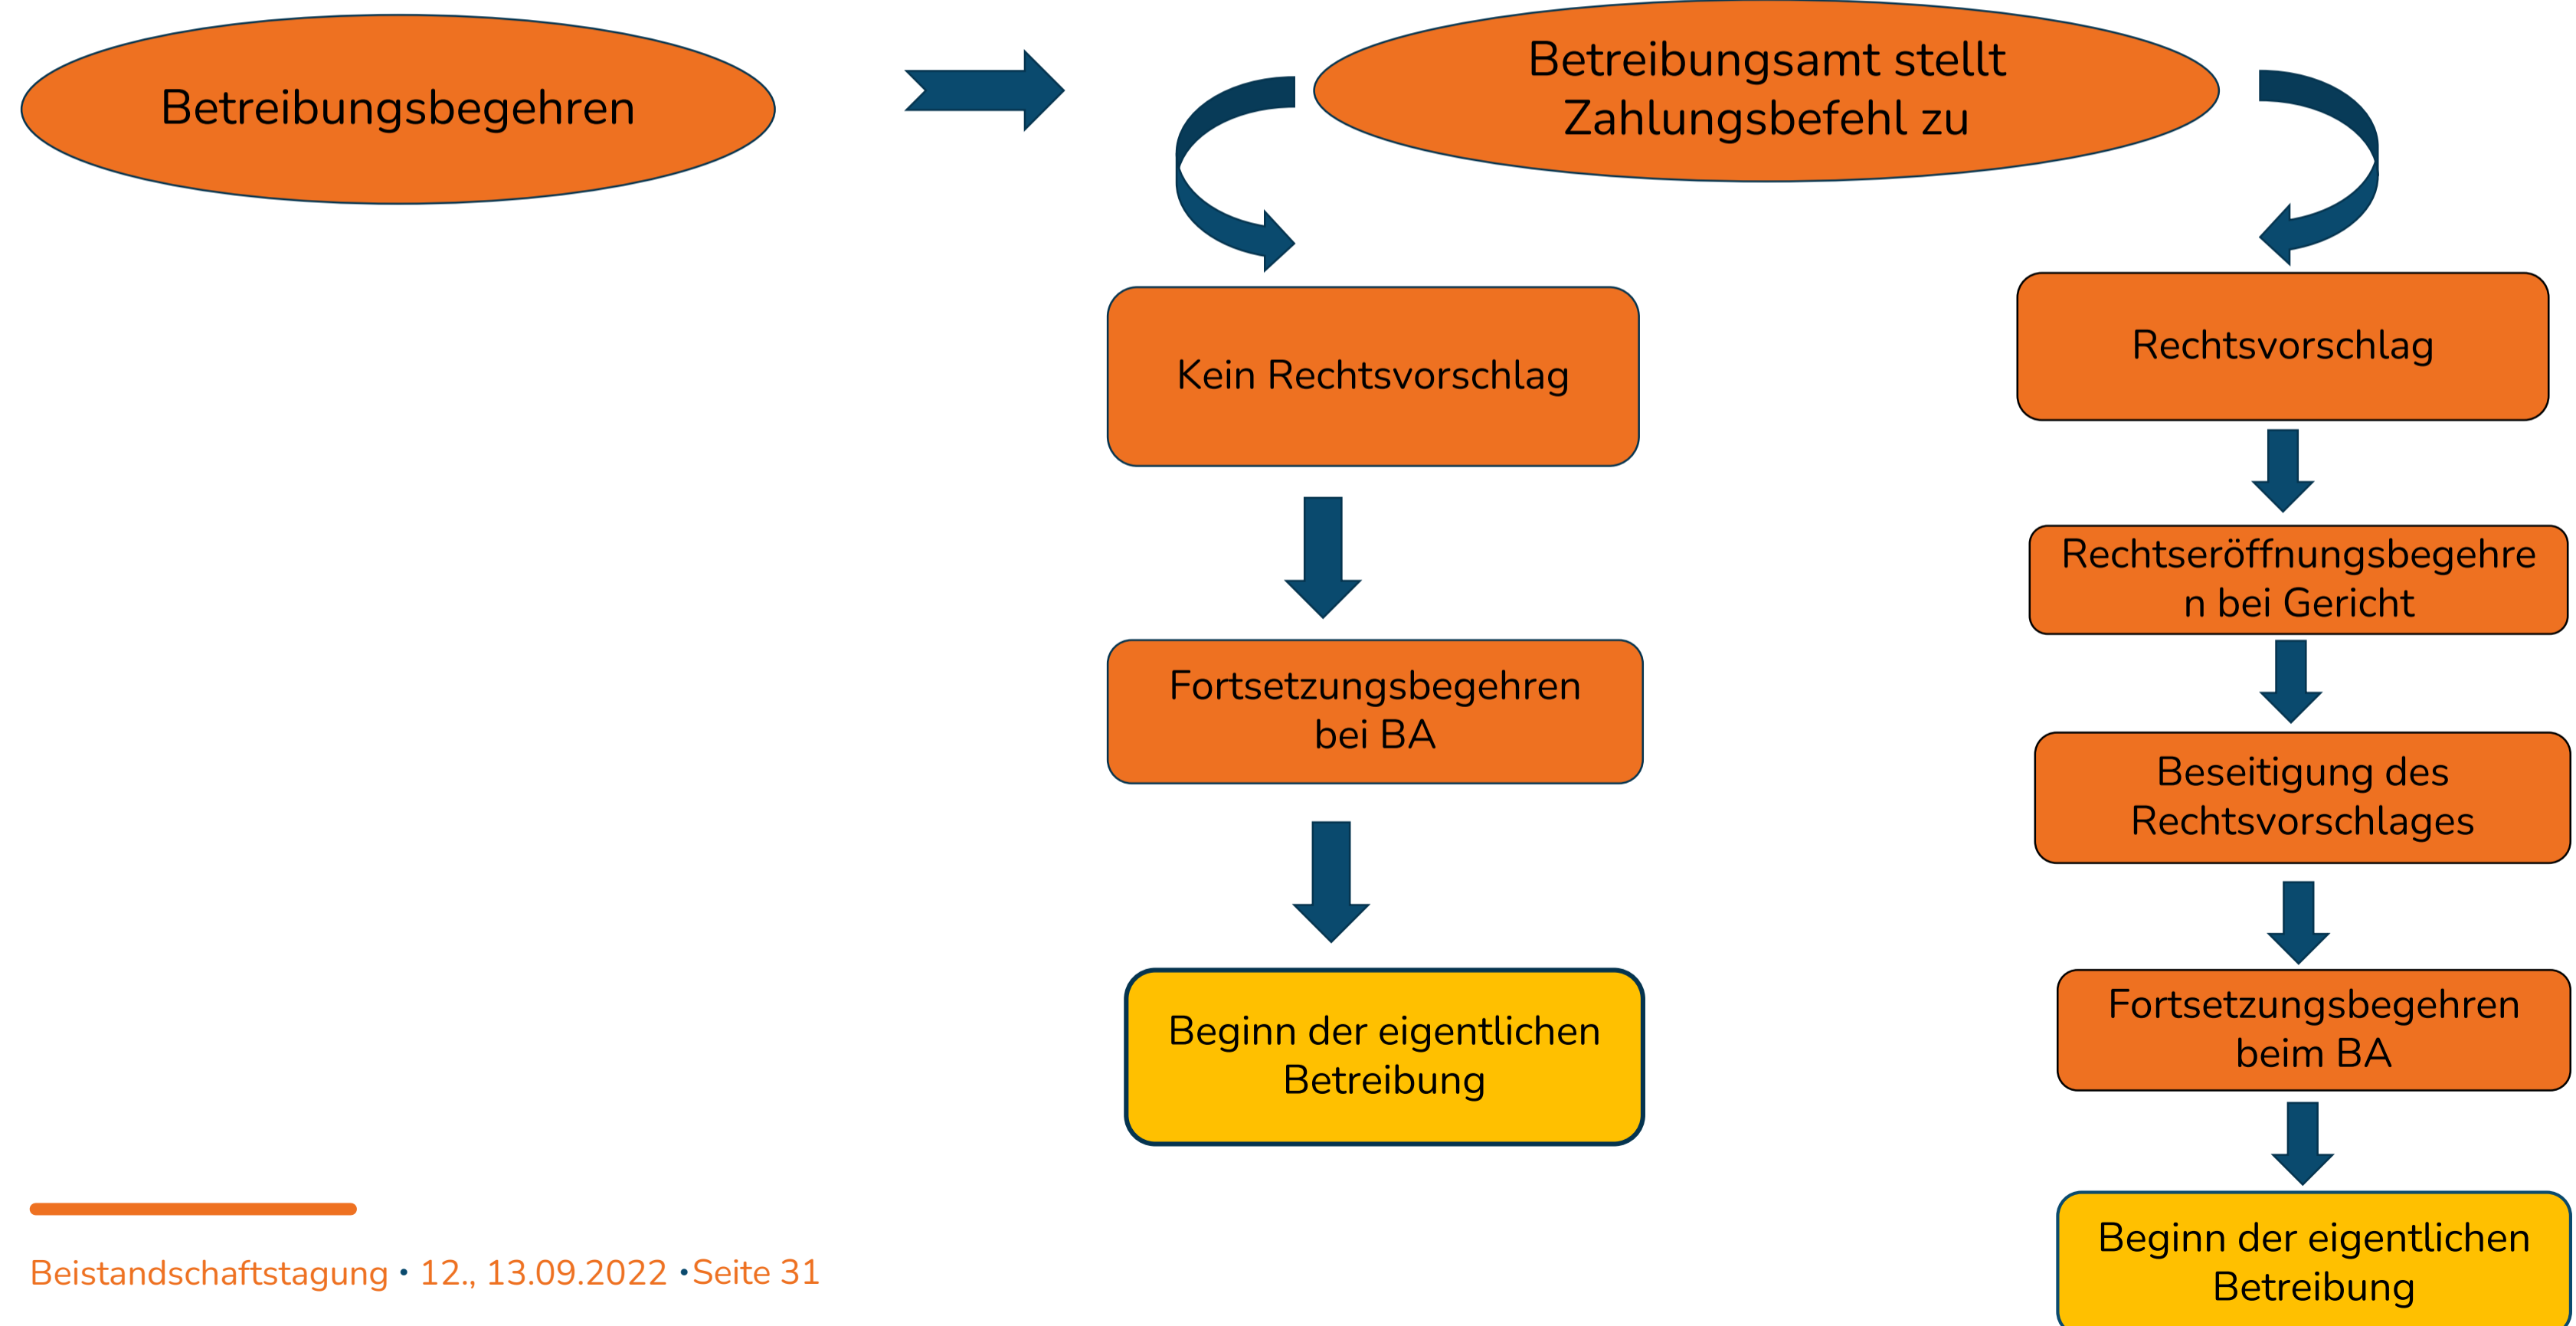 Betreibungsbegehren
Betreibungsamt stellt
Zahlungsbefehl zu
Kein Rechtsvorschlag
Fortsetzungsbegehren
bei BA
Beginn der eigentlichen
Betreibung
Rechtsvorschlag
Rechtseröffnungsbegehre
n bei Gericht
Beseitigung des
Rechtsvorschlages
Fortsetzungsbegehren
beim BA
Beginn der eigentlichen
Betreibung
Beistandschaftstagung • 12., 13.09.2022 •Seite 31